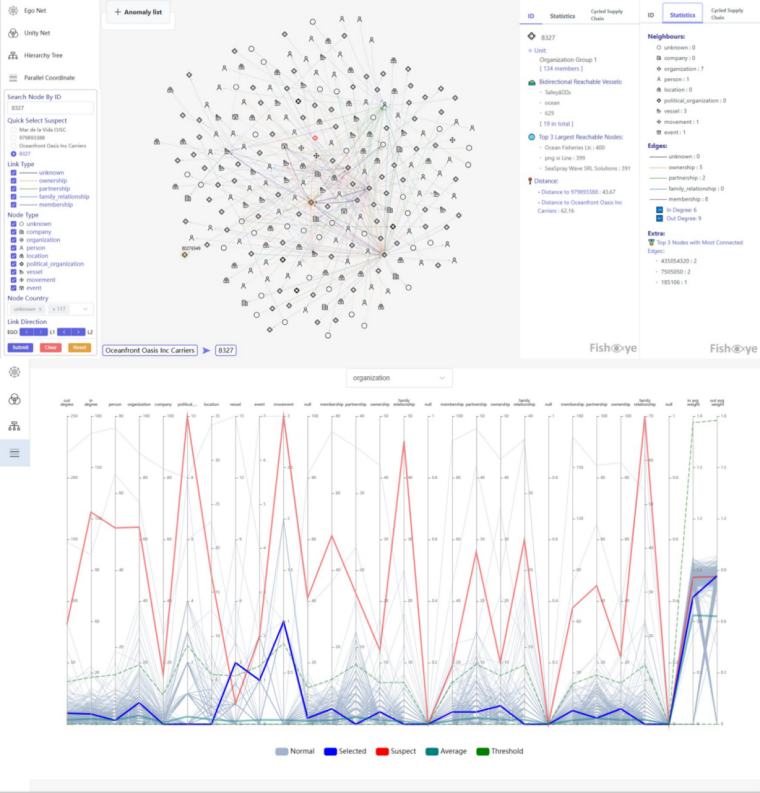 Ego Net
Unity Net
Hierarchy Tree
Parallel Coordinate
Search Node By ID
8327
Quick Select Suspect
Mar de la Vida OJSC
979893388
Oceanfront Oasis Inc Carriers
8327
Link Type
unknown
ownership
partnership
family_relationship
membership
Node Type
unknown
company
organization
person
location
political_organization
vessel
movement
event
Node Country
unknown ×
+ 117
Link Direction
EGO
L1
L2
Submit
Clear
Reset
+ Anomaly list
Oceanfront Oasis Inc Carriers
8327
ID
Statistics
Cycled Supply
Chain
8327
Unit:
Organization Group 1
[ 134 members ]
Bidirectional Reachable Vessels:
ocean
629
[ 19 in total ]
Top 3 Largest Reachable Nodes:
Ocean Fisheries Llc : 400
png xi Line : 399
SeaSpray Wave SRL Solutions : 391
Distance:
Distance to 979893388 : 43.67
Distance to Oceanfront Oasis Inc
Carriers : 62.16
FishEye
ID
Statistics
Cycled Supply
Chain
Neighbours:
unknown : 0
company : 0
organization : 7
person : 1
location : 0
political_organization : 0
vessel : 3
movement : 1
event : 1
Edges:
unknown : 0
ownership : 5
partnership : 2
family_relationship : 0
membership : 8
In Degree: 6
Out Degree: 9
Extra:
Top 3 Nodes with Most Connected
Edges:
435054320 : 2
7505050 : 2
185106 : 1
FishEye
organization
out
degree
in
degree
person
organization
company
political...
location
vessel
event
movement
null
membership
partnership
ownership
family
relationship
null
membership
partnership
ownership
family
relationship
null
membership
partnership
ownership
family
relationship
null
in avg
weight
out avg
weight
Normal
Selected
Suspect
Average
Threshold